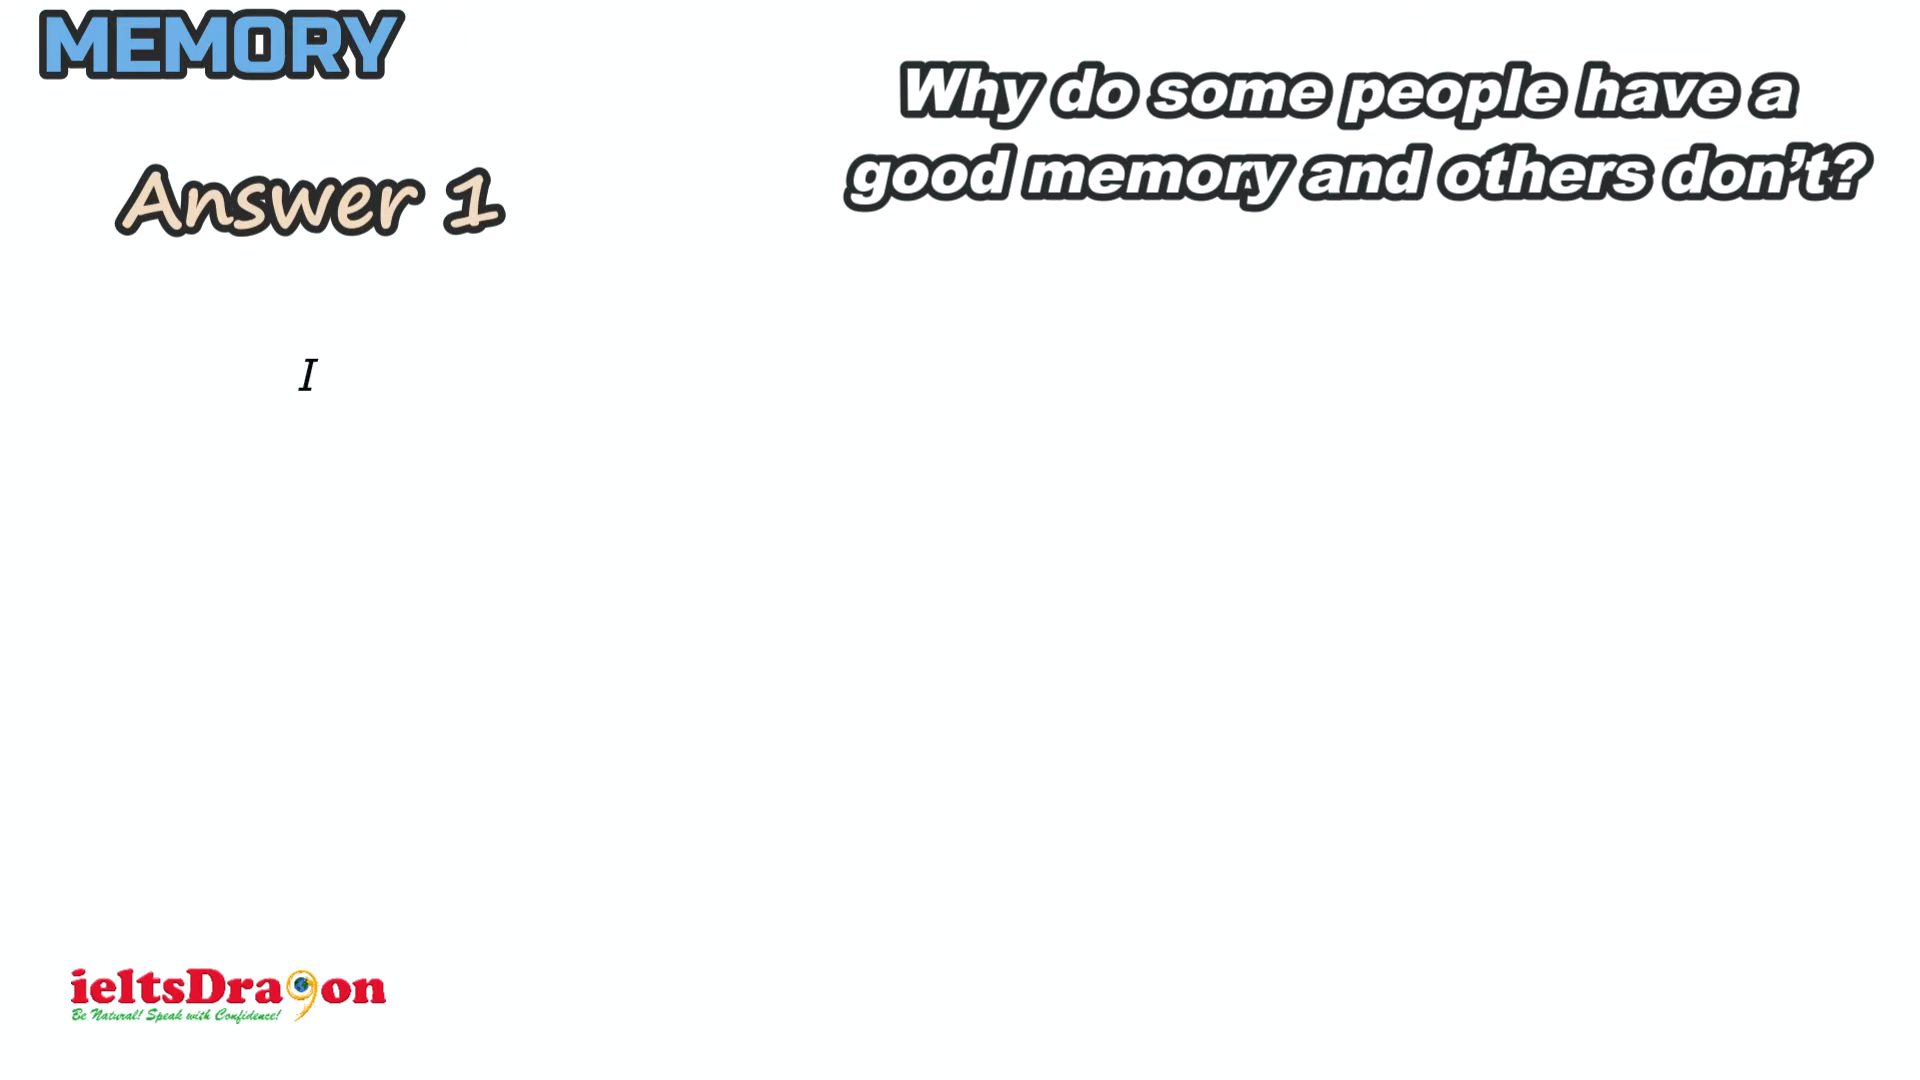 MEMORY
Why do some people have a
good memory and others don't?
Answer 1
I
ieltsDra9on
Be Natural! Speak with Confidence!